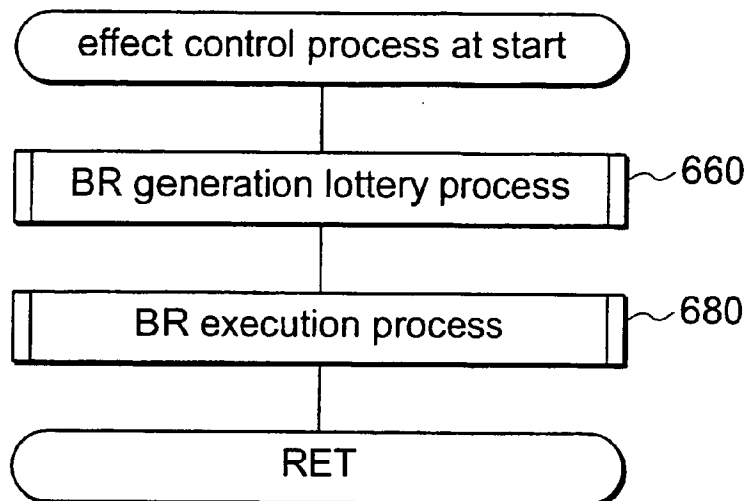 effect control process at start
BR generation lottery process
660
BR execution process
680
RET